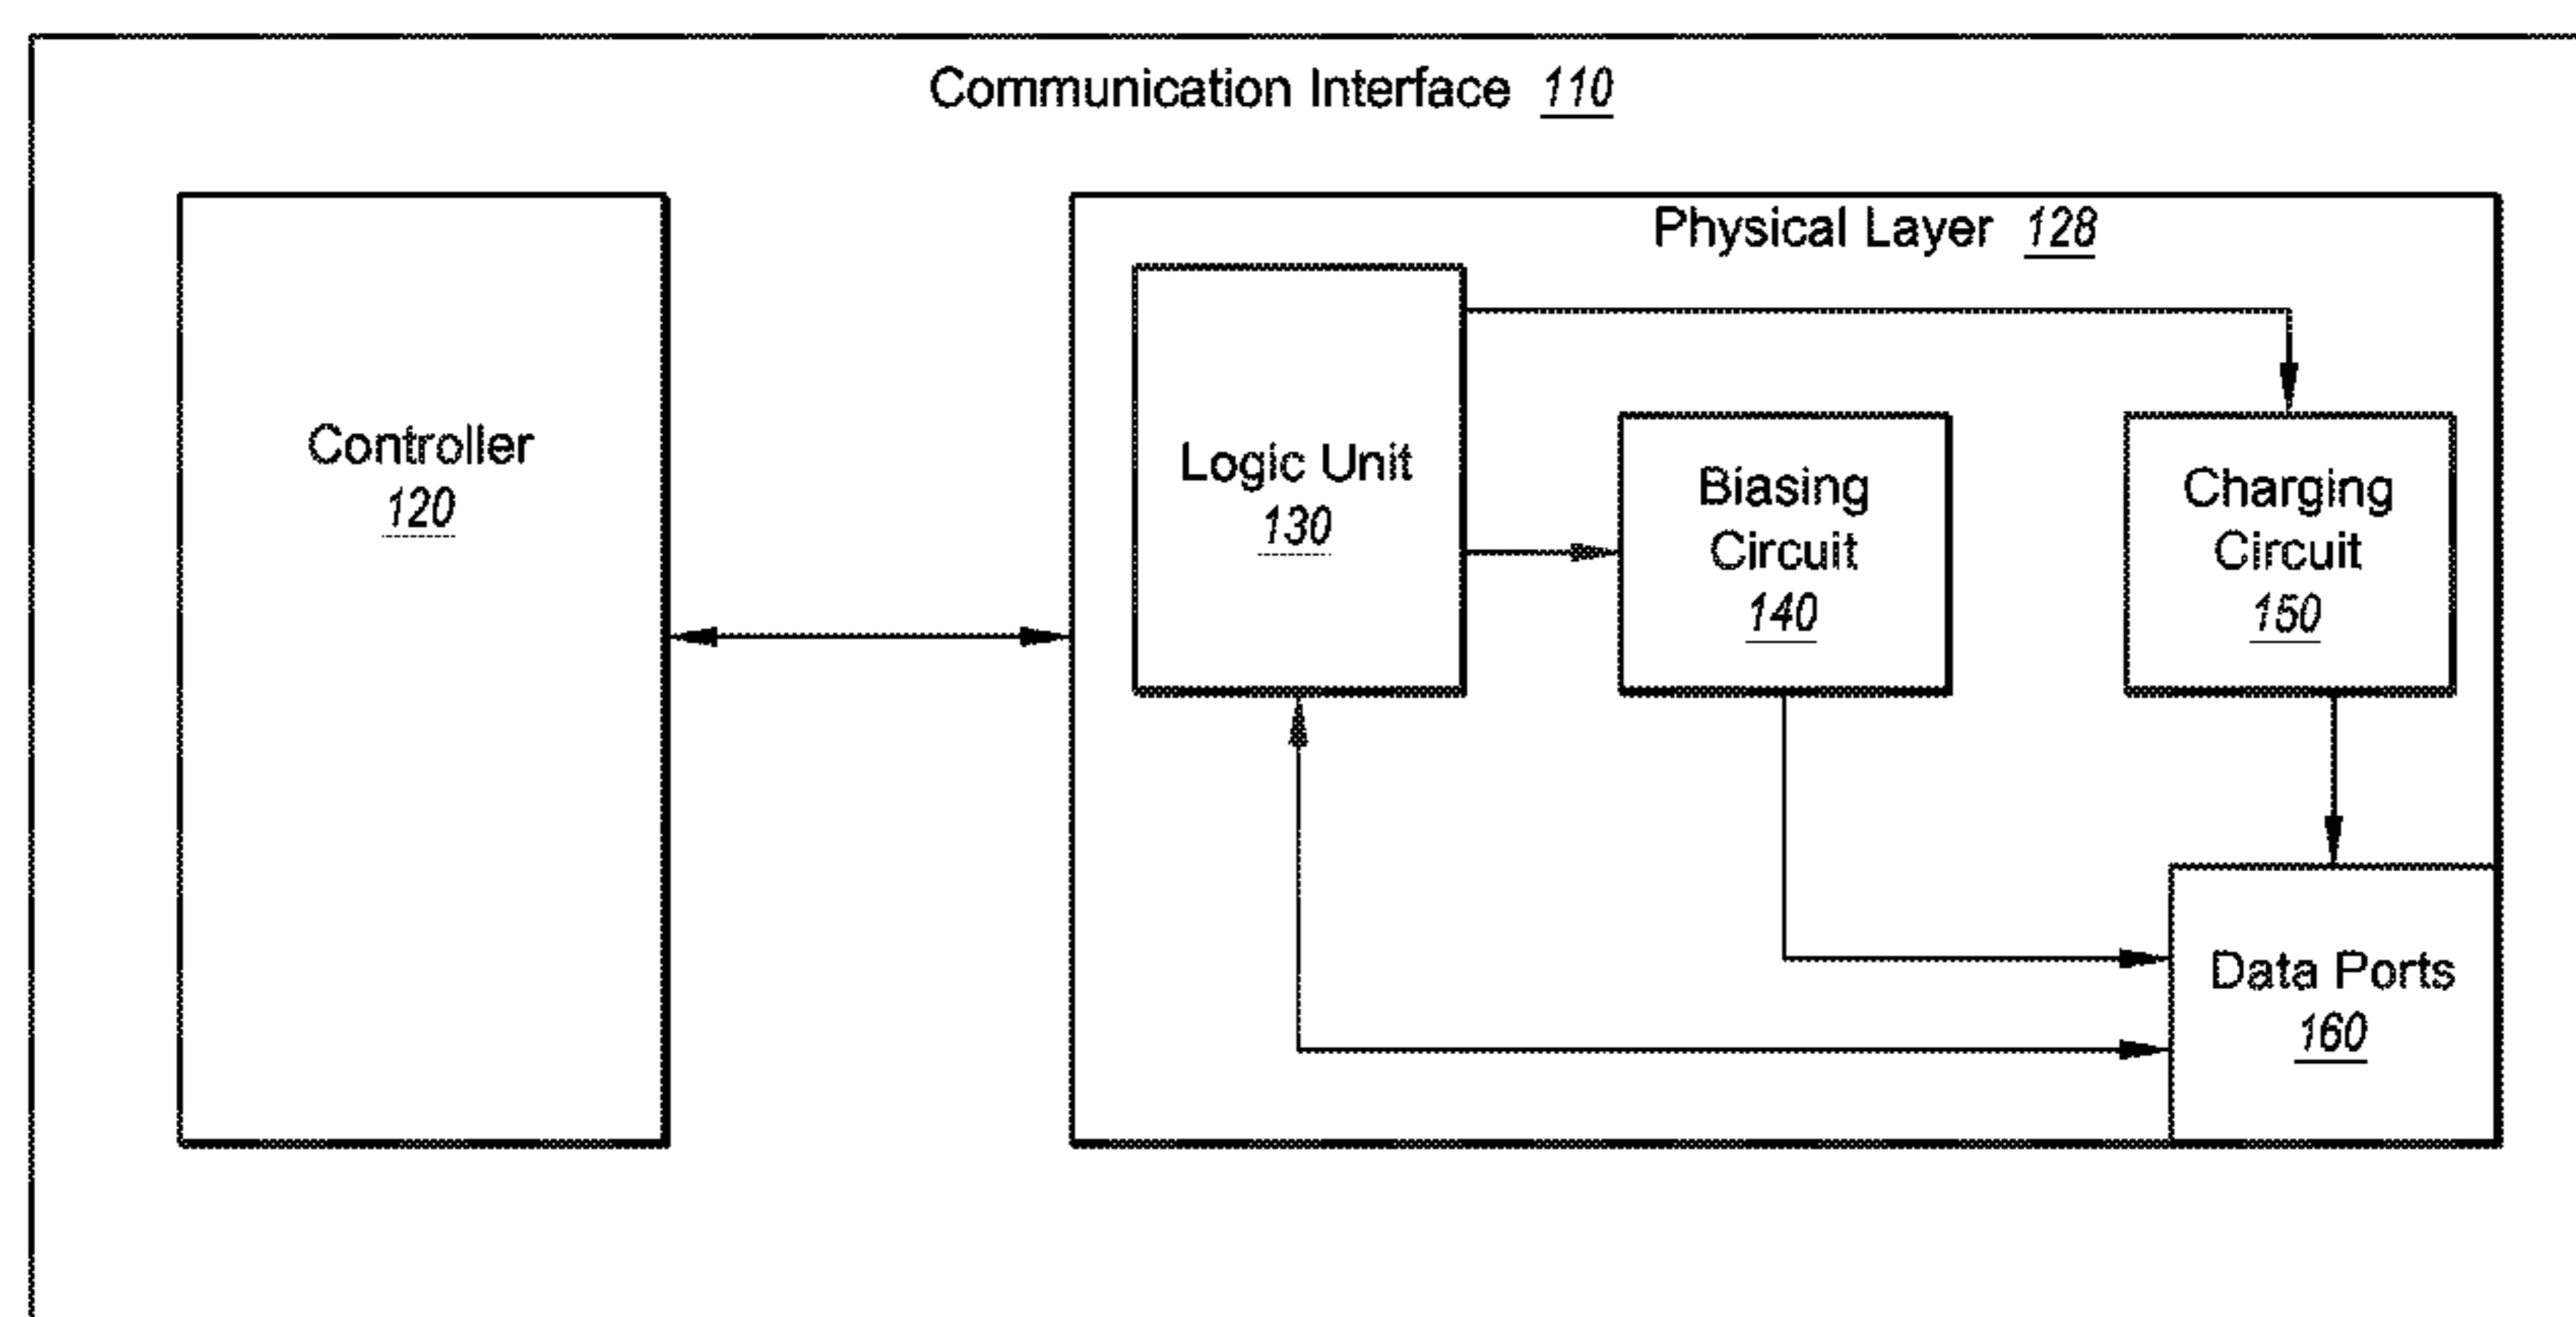 Communication Interface 110
Physical Layer 128
Controller
120
Logic Unit
130
Biasing
Circuit
140
Charging
Circuit
150
Data Ports
160